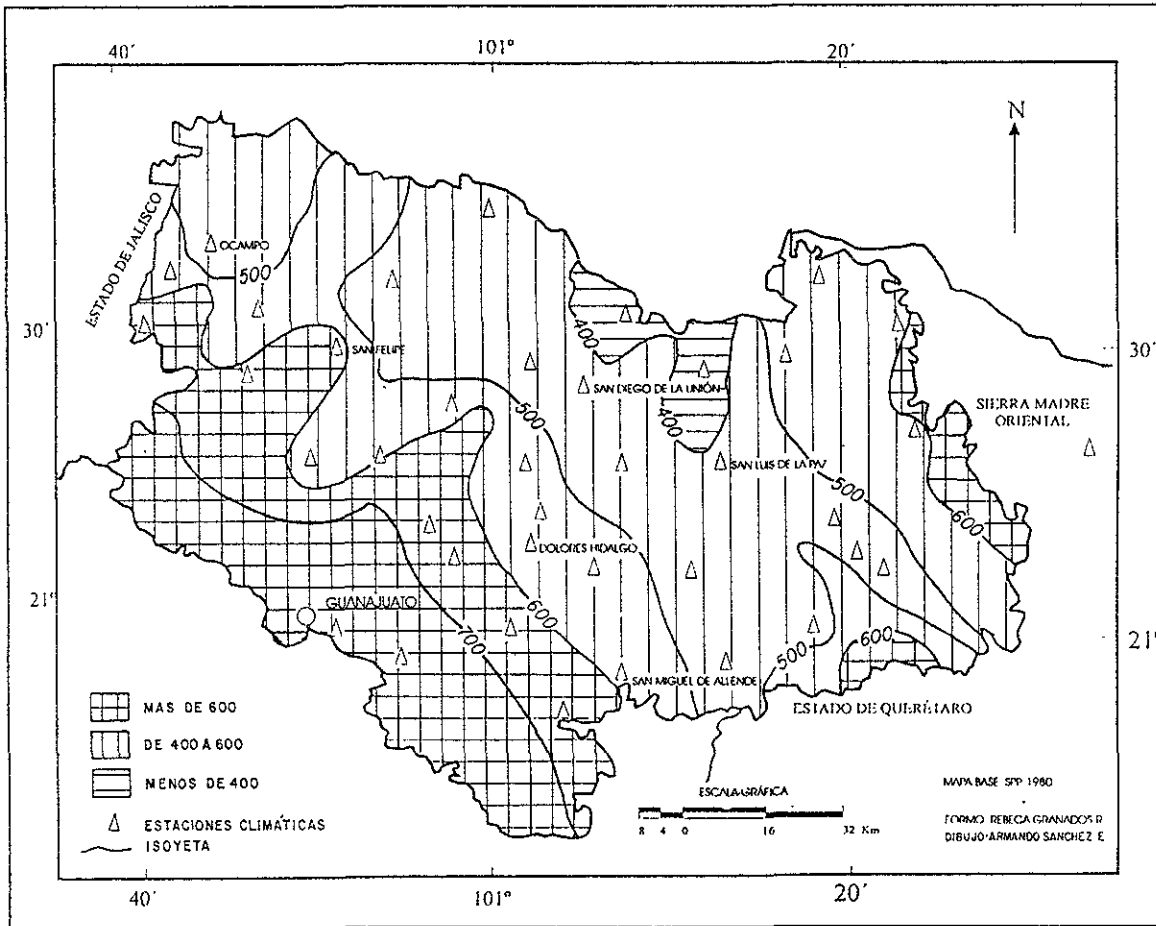 40´ 101° 20´
N
ESTADO DE JALISCO
OCAMPO
500
30´
400
SAN FELIPE
30´
SAN DIEGO DE LA UNIÓN
500
400
SIERRA MADRE
ORIENTAL
SAN LUIS DE LA PAZ
500
600
DOLORES HIDALGO
21°
GUANAJUATO
600
700
500
600
21°
SAN MIGUEL DE ALLENDE
ESTADO DE QUERÉTARO
MAS DE 600
DE 400 A 600
MENOS DE 400
ESTACIONES CLIMÁTICAS
ISOYETA
ESCALA GRÁFICA
8 4 0 16 32 Km
MAPA BASE SPP 1980
FORMO REBECA GRANADOS R
DIBUJO·ARMANDO SANCHEZ E
40´ 101° 20´